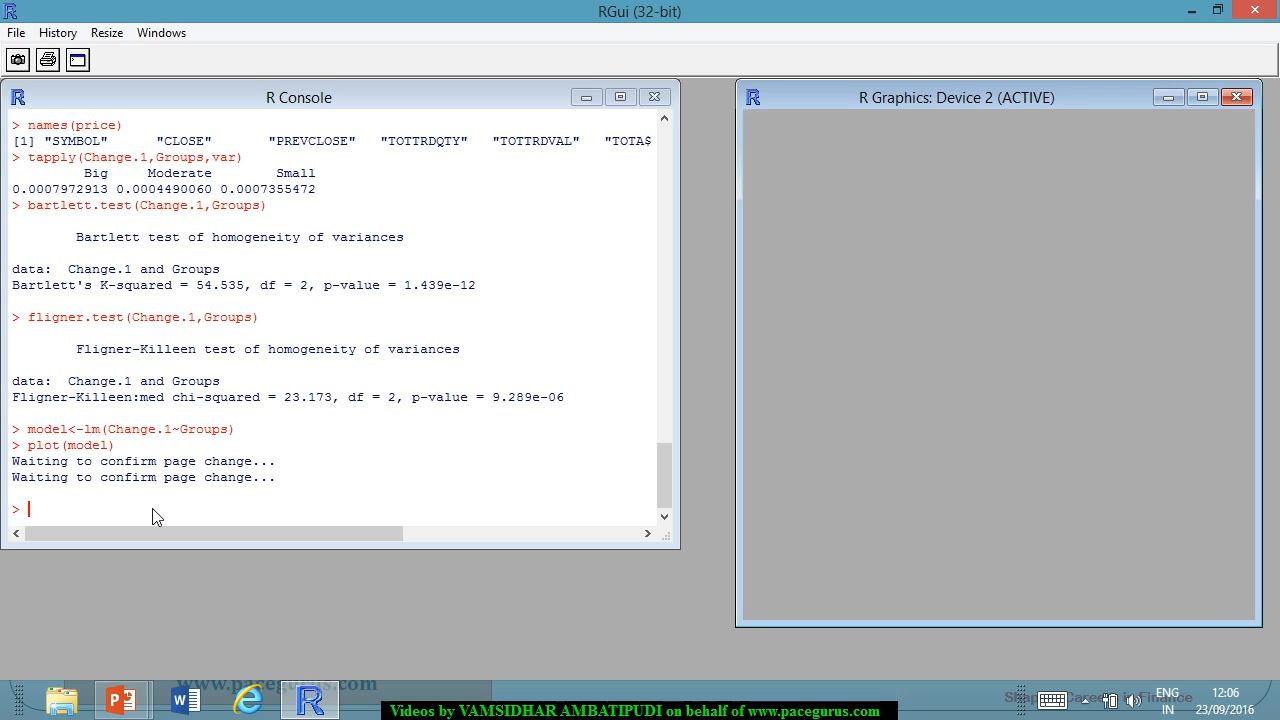 RGui (32-bit)
File History Resize Windows
R Console
> names(price)
[1] "SYMBOL" "CLOSE" "PREVCLOSE" "TOTTRDQTY" "TOTTRDVAL" "TOTA$
> tapply(Change.1,Groups,var)
Big Moderate Small
0.0007972913 0.0004490060 0.0007355472
> bartlett.test(Change.1,Groups)
Bartlett test of homogeneity of variances
data: Change.1 and Groups
Bartlett's K-squared = 54.535, df = 2, p-value = 1.439e-12
> fligner.test(Change.1,Groups)
Fligner-Killeen test of homogeneity of variances
data: Change.1 and Groups
Fligner-Killeen:med chi-squared = 23.173, df = 2, p-value = 9.289e-06
> model<-lm(Change.1~Groups)
> plot(model)
Waiting to confirm page change...
Waiting to confirm page change...
>
R Graphics: Device 2 (ACTIVE)
www.pacegurus.com
in Finance
ENG
IN
12:06
23/09/2016
Videos by VAMSIDHAR AMBATIPUDI on behalf of www.pacegurus.com